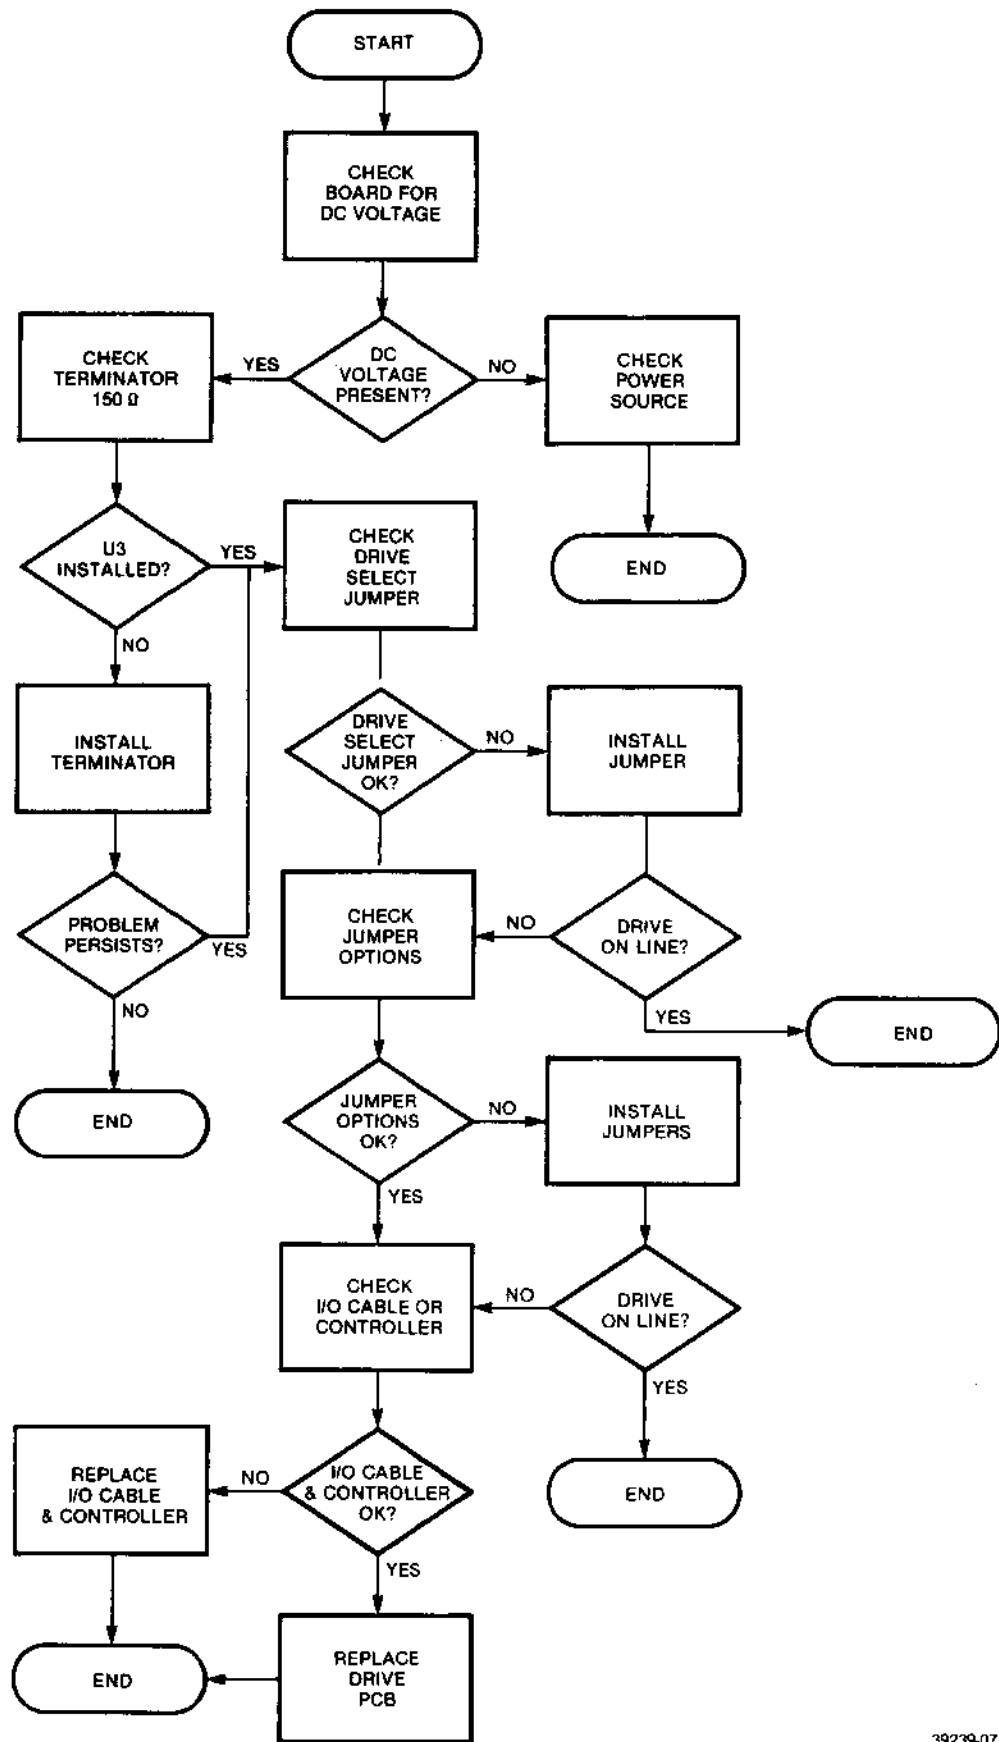 START
CHECK
BOARD FOR
DC VOLTAGE
CHECK
TERMINATOR
150 Ω
YES
DC
VOLTAGE
PRESENT?
NO
CHECK
POWER
SOURCE
U3
INSTALLED?
YES
CHECK
DRIVE
SELECT
JUMPER
END
NO
INSTALL
TERMINATOR
DRIVE
SELECT
JUMPER
OK?
NO
INSTALL
JUMPER
PROBLEM
PERSISTS?
YES
CHECK
JUMPER
OPTIONS
NO
DRIVE
ON LINE?
NO
YES
END
END
JUMPER
OPTIONS
OK?
NO
INSTALL
JUMPERS
YES
CHECK
I/O CABLE OR
CONTROLLER
NO
DRIVE
ON LINE?
YES
REPLACE
I/O CABLE
& CONTROLLER
NO
I/O CABLE
& CONTROLLER
OK?
END
YES
END
REPLACE
DRIVE
PCB
39239-07